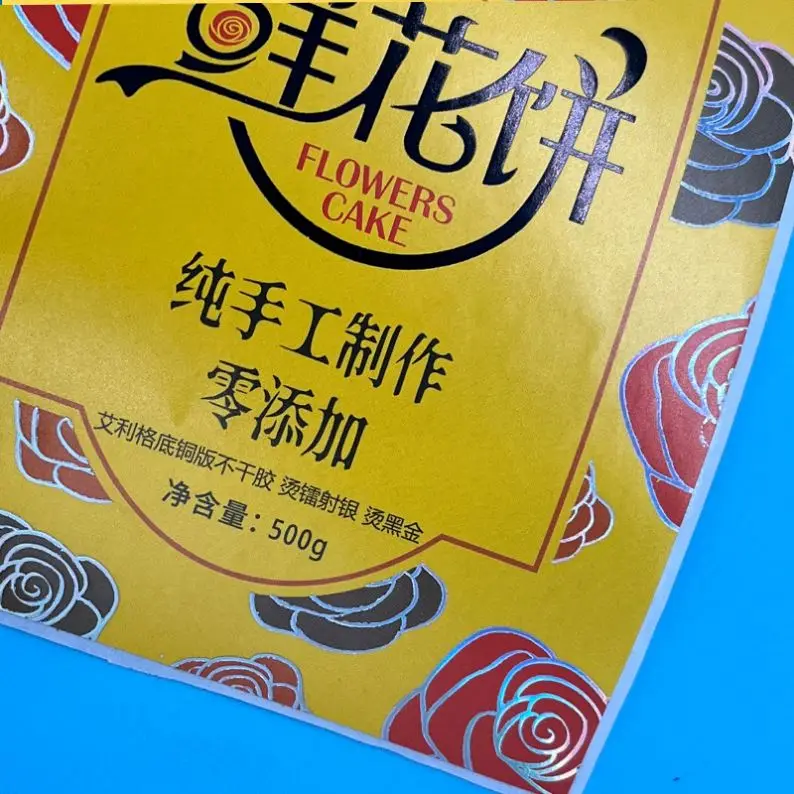 鲜花饼
FLOWERS
CAKE
纯手工制作
零添加
艾利格底铜版不干胶 烫镭射银 烫黑金
净含量：500g